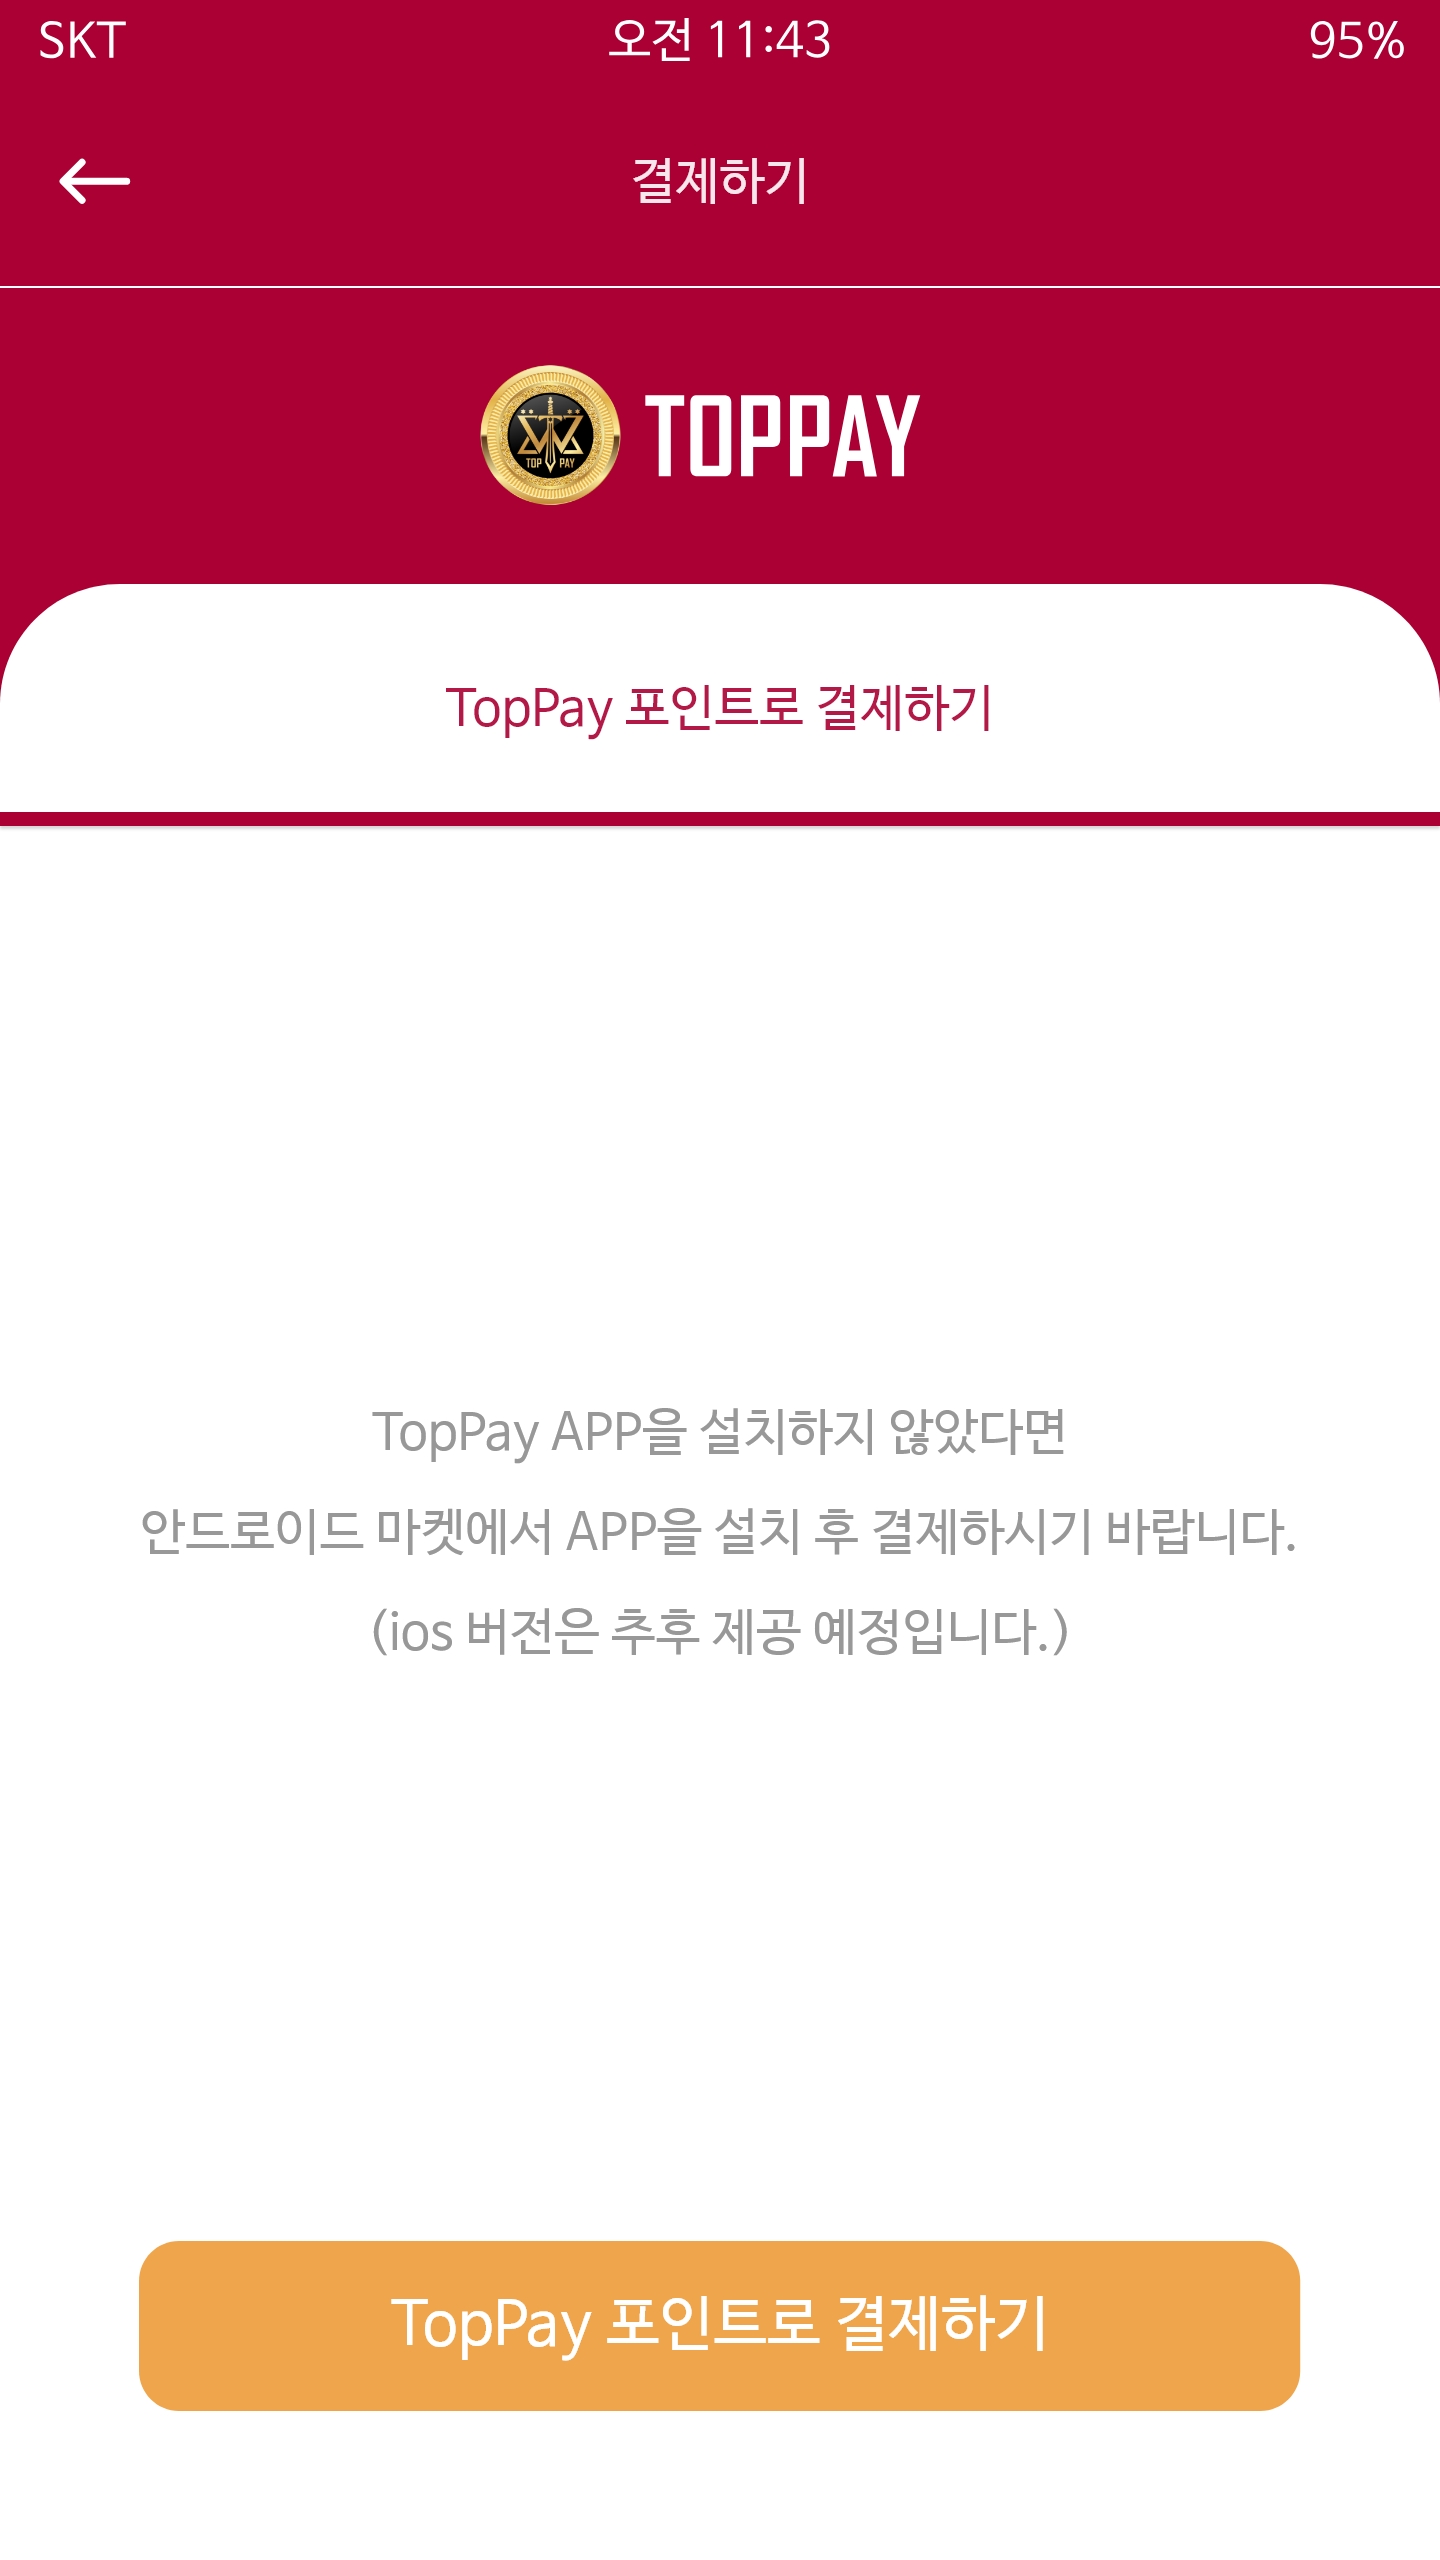 SKT 오전 11:43 95%
결제하기
TOP PAY
TOPPAY
TopPay 포인트로 결제하기
TopPay APP을 설치하지 않았다면
안드로이드 마켓에서 APP을 설치 후 결제하시기 바랍니다.
(ios 버전은 추후 제공 예정입니다.)
TopPay 포인트로 결제하기